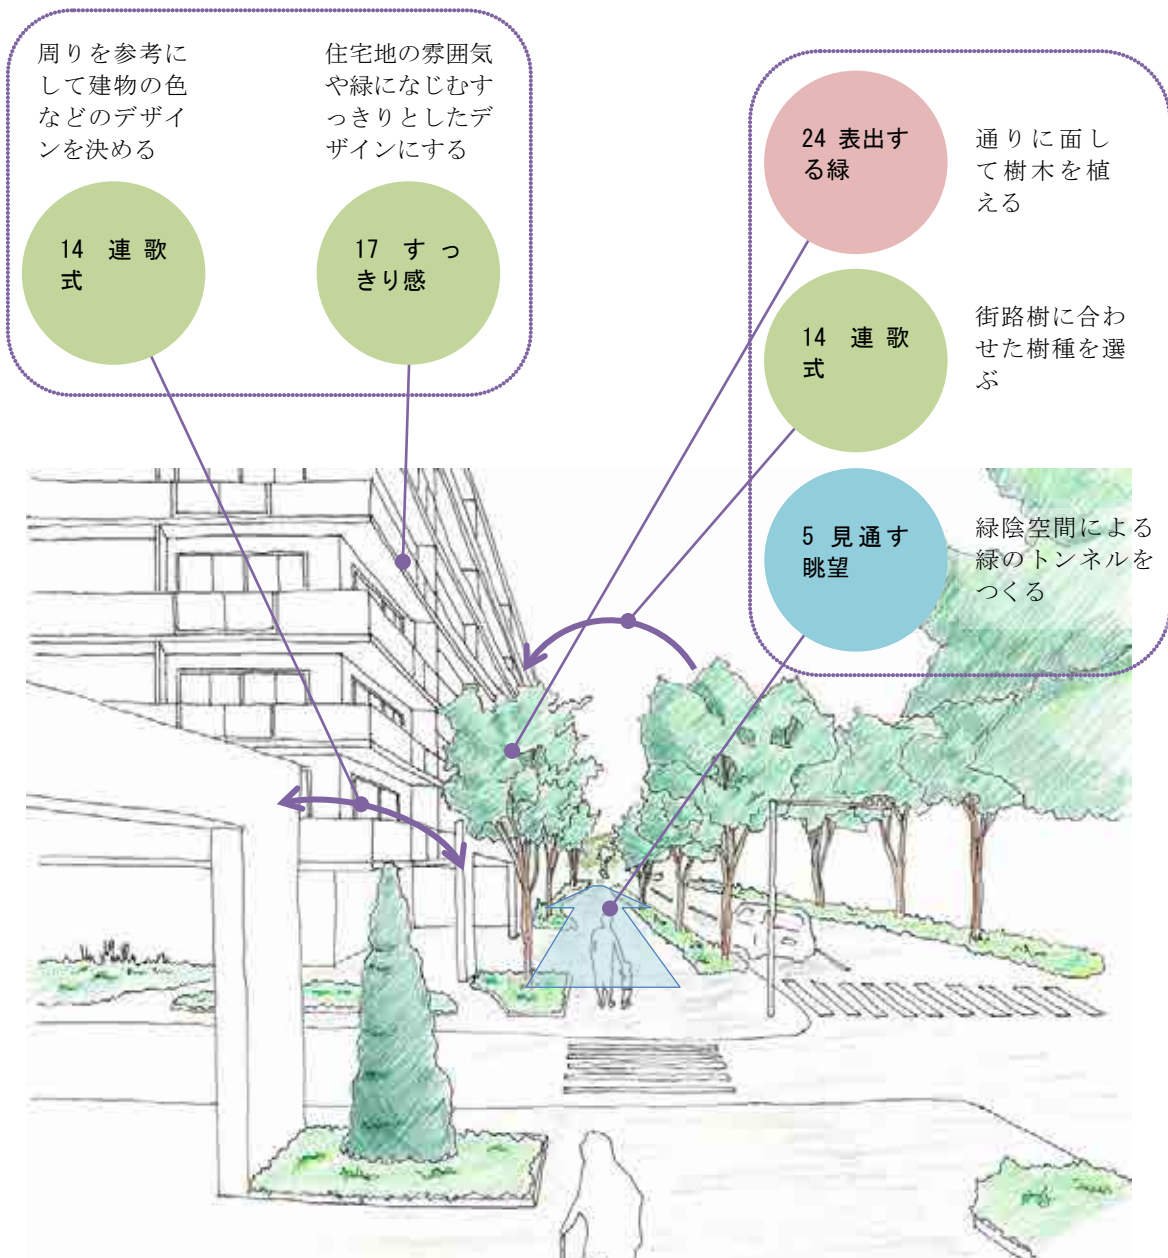 周りを参考に
して建物の色
などのデザイ
ンを決める
14 連歌
式
住宅地の雰囲気
や緑になじむす
っきりとしたデ
ザインにする
17 すっ
きり感
24 表出す
る緑
通りに面し
て樹木を植
える
14 連歌
式
街路樹に合わ
せた樹種を選
ぶ
5 見通す
眺望
緑陰空間による
緑のトンネルを
つくる